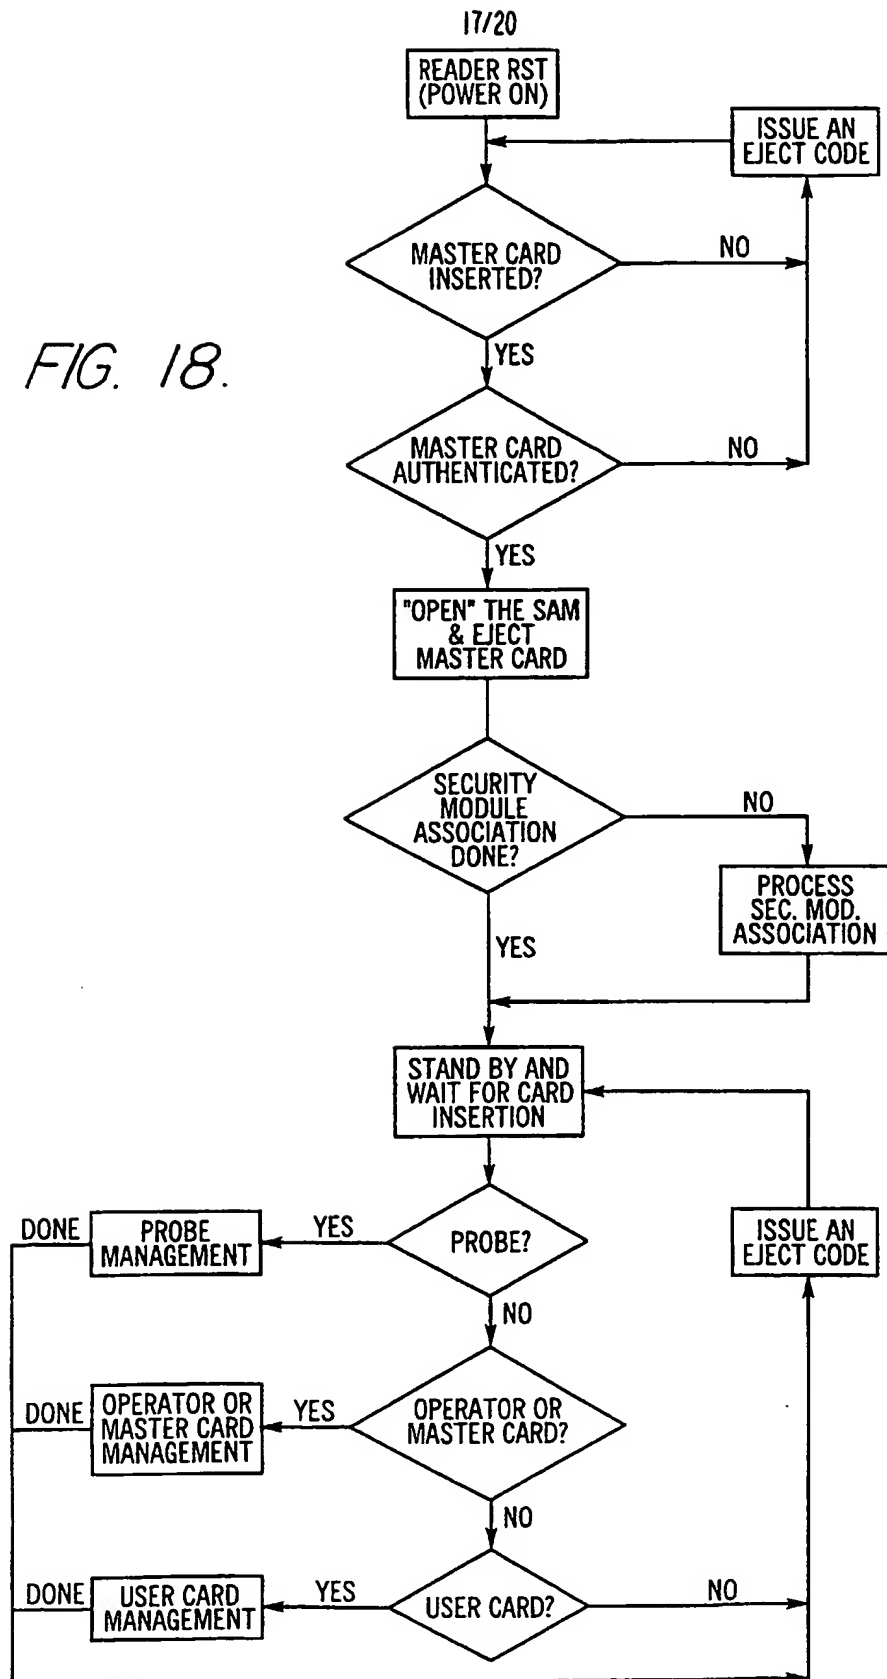 17/20
READER RST
(POWER ON)
ISSUE AN
EJECT CODE
MASTER CARD
INSERTED?
NO
YES
FIG. 18.
MASTER CARD
AUTHENTICATED?
NO
YES
"OPEN" THE SAM
& EJECT
MASTER CARD
SECURITY
MODULE
ASSOCIATION
DONE?
NO
PROCESS
SEC. MOD.
ASSOCIATION
YES
STAND BY AND
WAIT FOR CARD
INSERTION
DONE
PROBE
MANAGEMENT
YES
PROBE?
ISSUE AN
EJECT CODE
NO
DONE
OPERATOR OR
MASTER CARD
MANAGEMENT
YES
OPERATOR OR
MASTER CARD?
NO
DONE
USER CARD
MANAGEMENT
YES
USER CARD?
NO